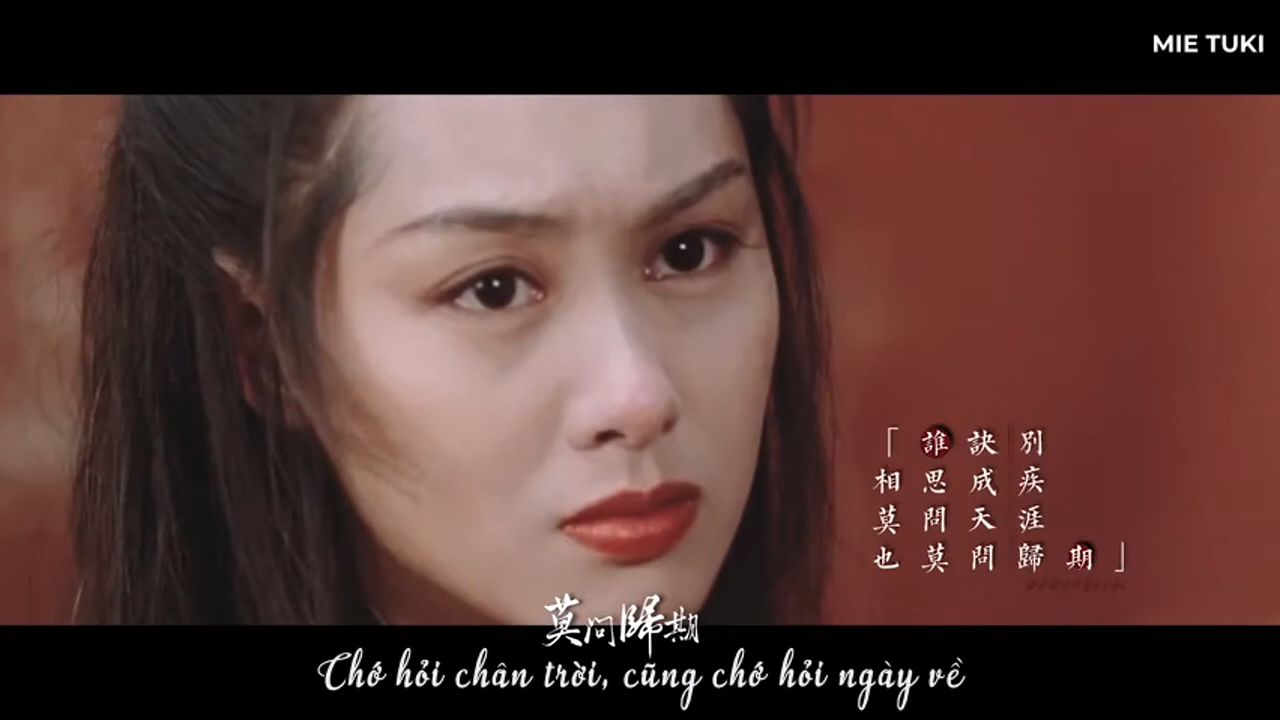 MIE TUKI
「誰訣別
相思成疾
莫問天涯
也莫問歸期」
莫问歸期
Chớ hỏi chân trời, cũng chớ hỏi ngày về